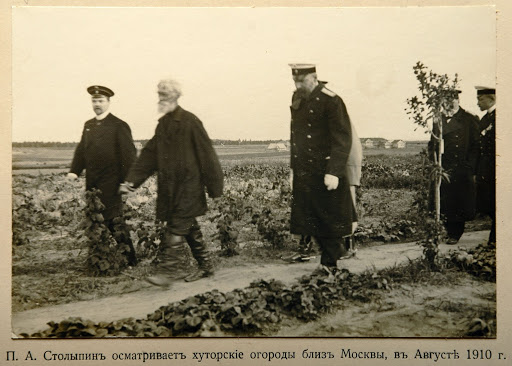 П. А. Столыпинъ осматриваетъ хуторскіе огороды близъ Москвы, въ Августѣ 1910 г.